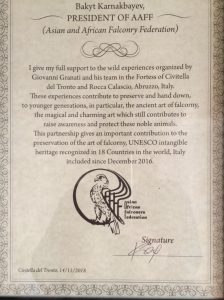 Bakyt Karnakbayev,
PRESIDENT OF AAFF
(Asian and African Falconry Federation)
I give my full support to the wild experiences organized by
Giovanni Granati and his team in the Fortess of Civitella
del Tronto and Rocca Calascio, Abruzzo, Italy.
These experiences contribute to preserve and hand down,
to younger generations, in particular, the ancient art of falconry,
the magical and charming art which still contributes to
raise awareness and protect these noble animals.
This partnership gives an important contribution to the
preservation of the art of falconry, UNESCO intangible
heritage recognized in 18 Countries in the world, Italy
included since December 2016.
asian
african
falconry
federation
Signature
Civitella del Tronto, 14/11/2018